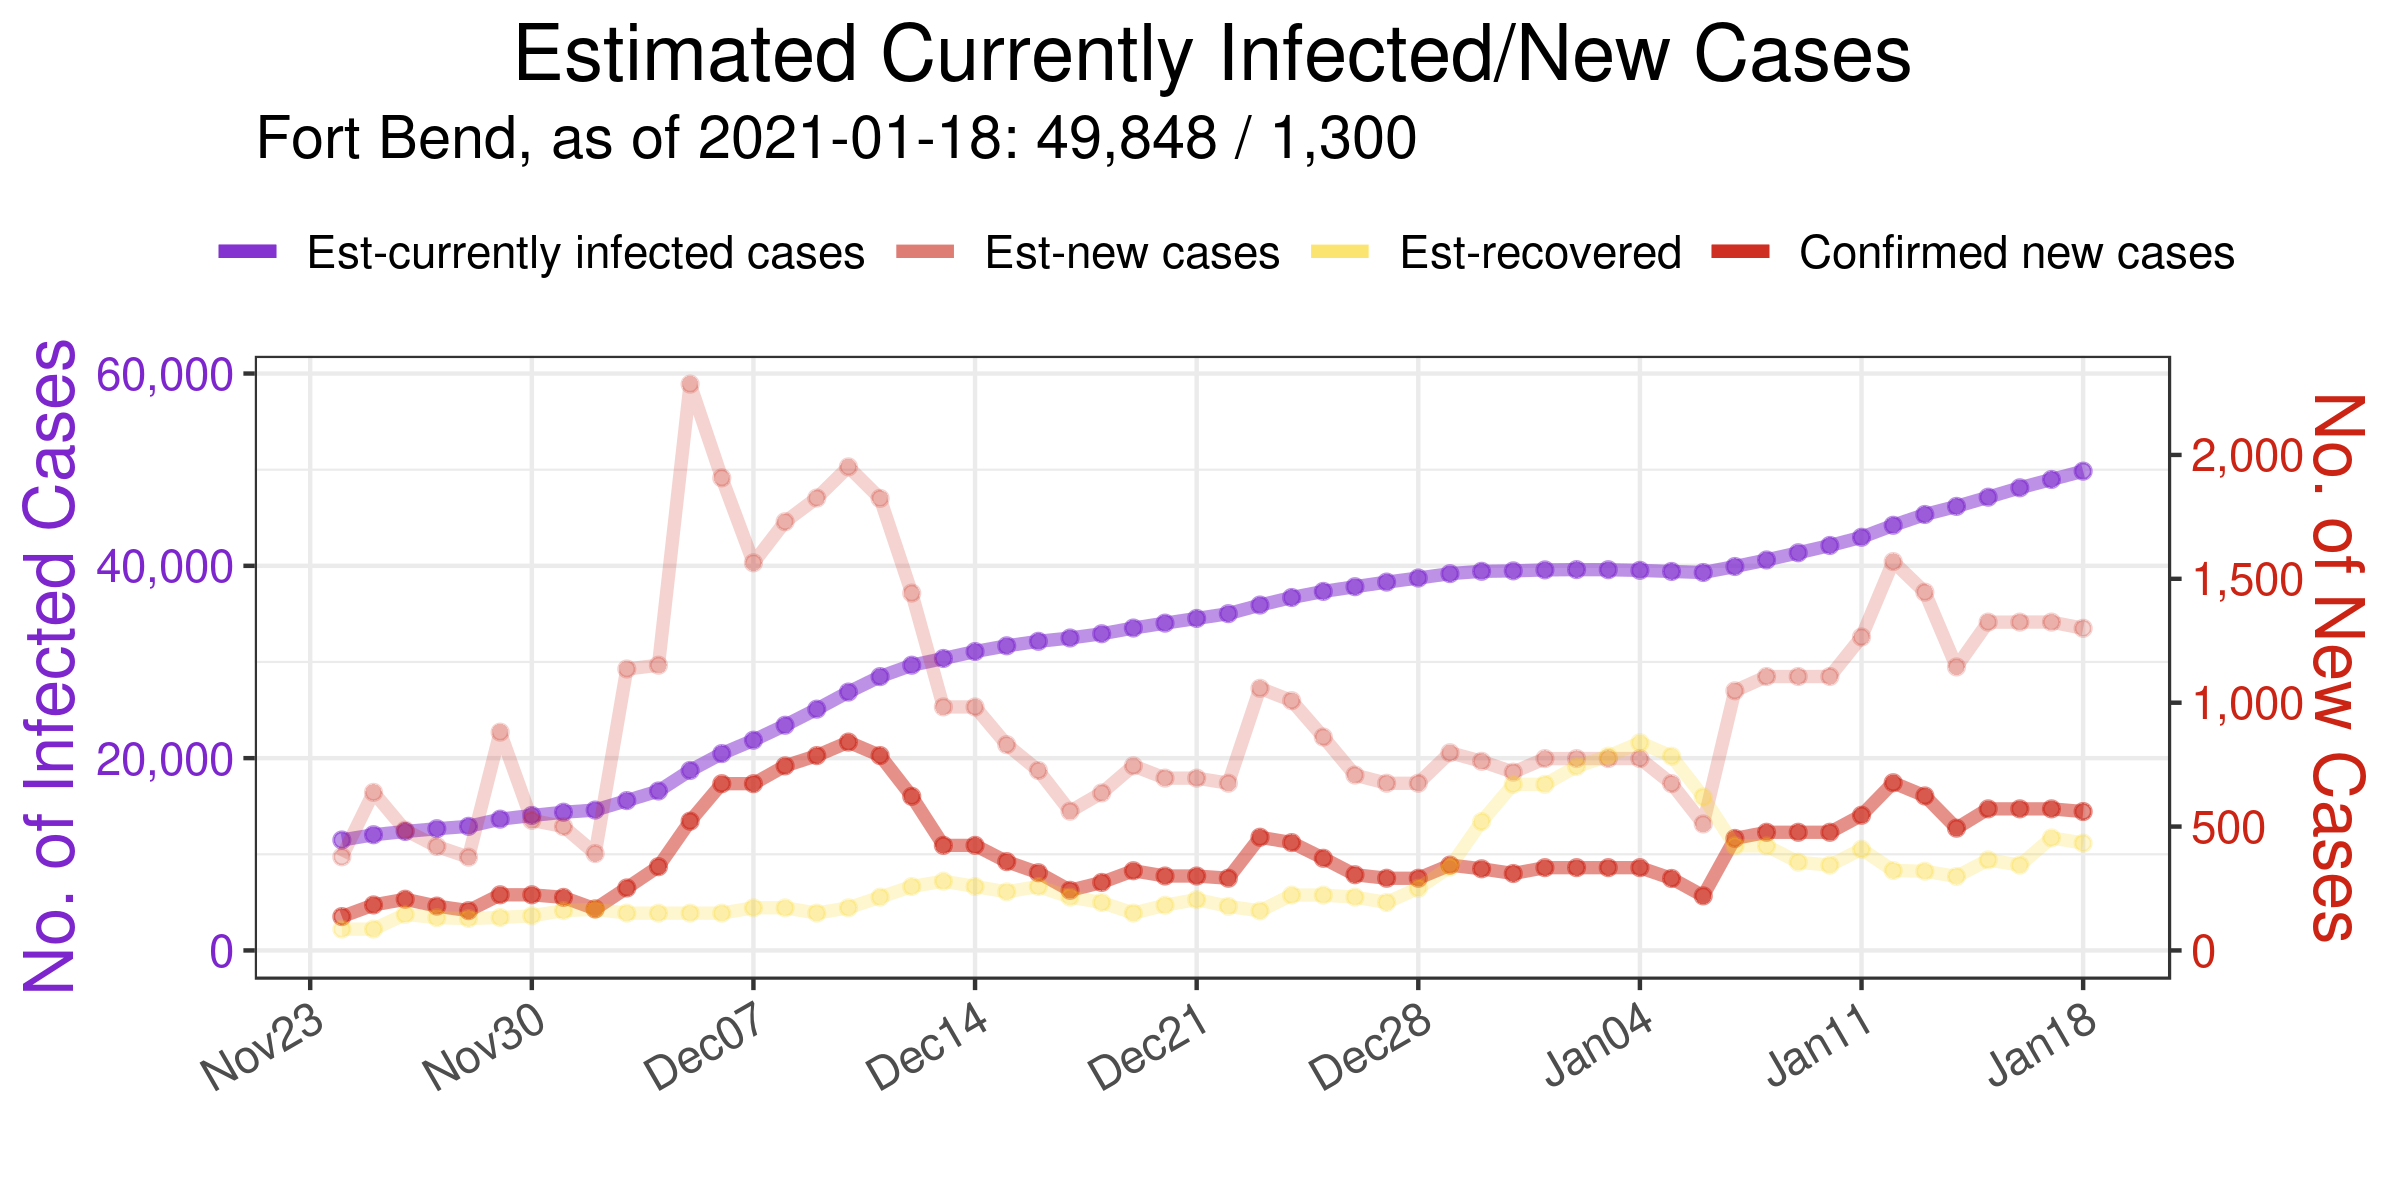 Estimated Currently Infected/New Cases
Fort Bend, as of 2021-01-18: 49,848 / 1,300
Est-currently infected cases Est-new cases Est-recovered Confirmed new cases
No. of Infected Cases
60,000
40,000
20,000
0
No. of New Cases
2,000
1,500
1,000
500
0
Nov23 Nov30 Dec07 Dec14 Dec21 Dec28 Jan04 Jan11 Jan18